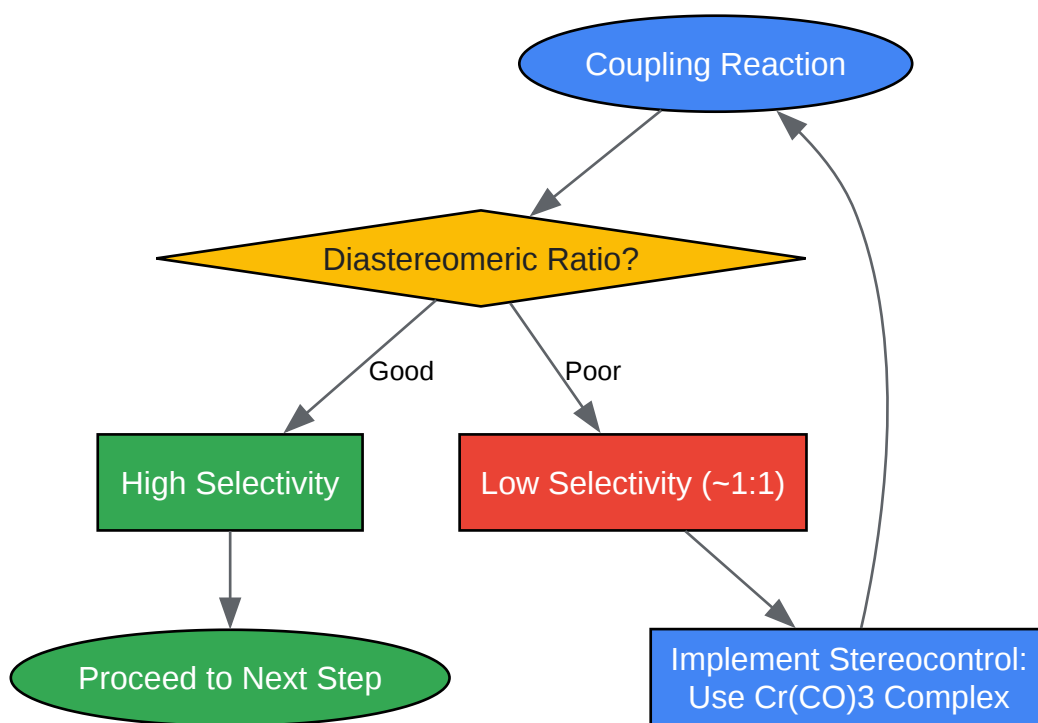 Coupling Reaction
Diastereomeric Ratio?
Good
Poor
High Selectivity
Low Selectivity (~1:1)
Proceed to Next Step
Implement Stereocontrol:
Use Cr(CO)3 Complex